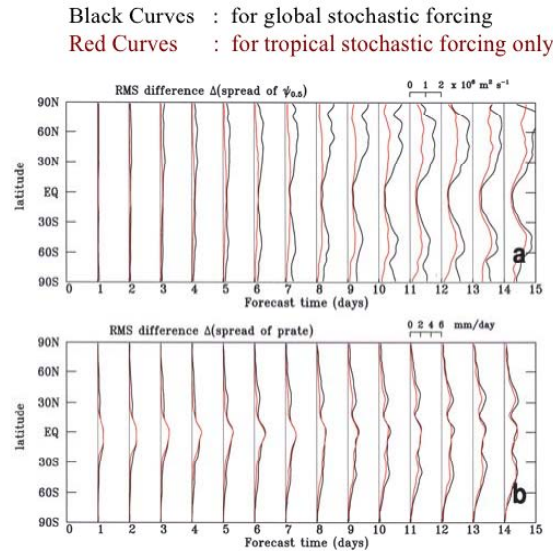 Black Curves : for global stochastic forcing
Red Curves : for tropical stochastic forcing only
RMS difference Δ(spread of ψ0.5)
0 1 2 x 10⁶ m² s⁻¹
90N
60N
30N
EQ
30S
60S
90S
latitude
a
0 1 2 3 4 5 6 7 8 9 10 11 12 13 14 15
Forecast time (days)
RMS difference Δ(spread of prate)
0 2 4 6 mm/day
90N
60N
30N
EQ
30S
60S
90S
latitude
b
0 1 2 3 4 5 6 7 8 9 10 11 12 13 14 15
Forecast time (days)